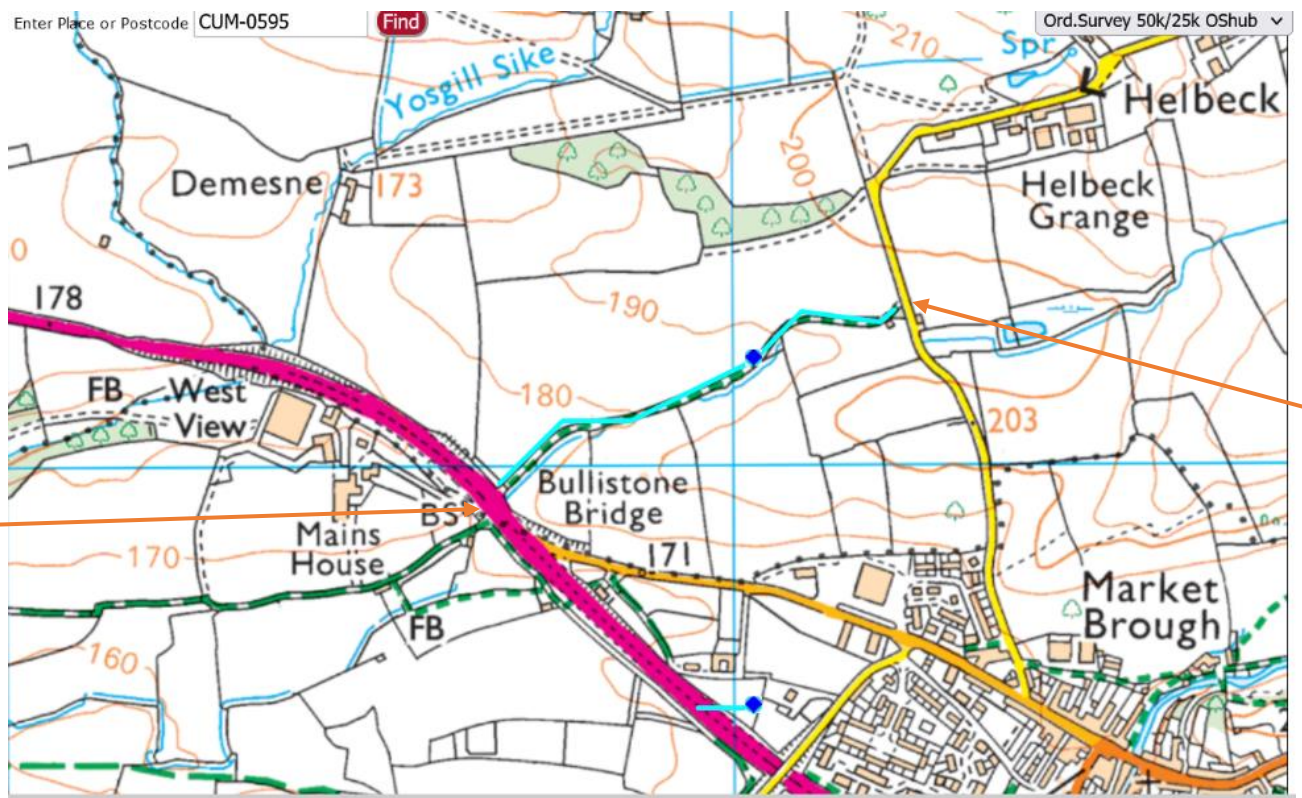 Enter Place or Postcode CUM-0595 Find
Ord.Survey 50k/25k OShub
210
Spr
Yosgill Sike
Helbeck
200
Demesne
173
Helbeck
Grange
0
178
190
FB
West
View
180
203
Bullistone
Bridge
BS
Mains
House
170
171
Market
Brough
FB
160